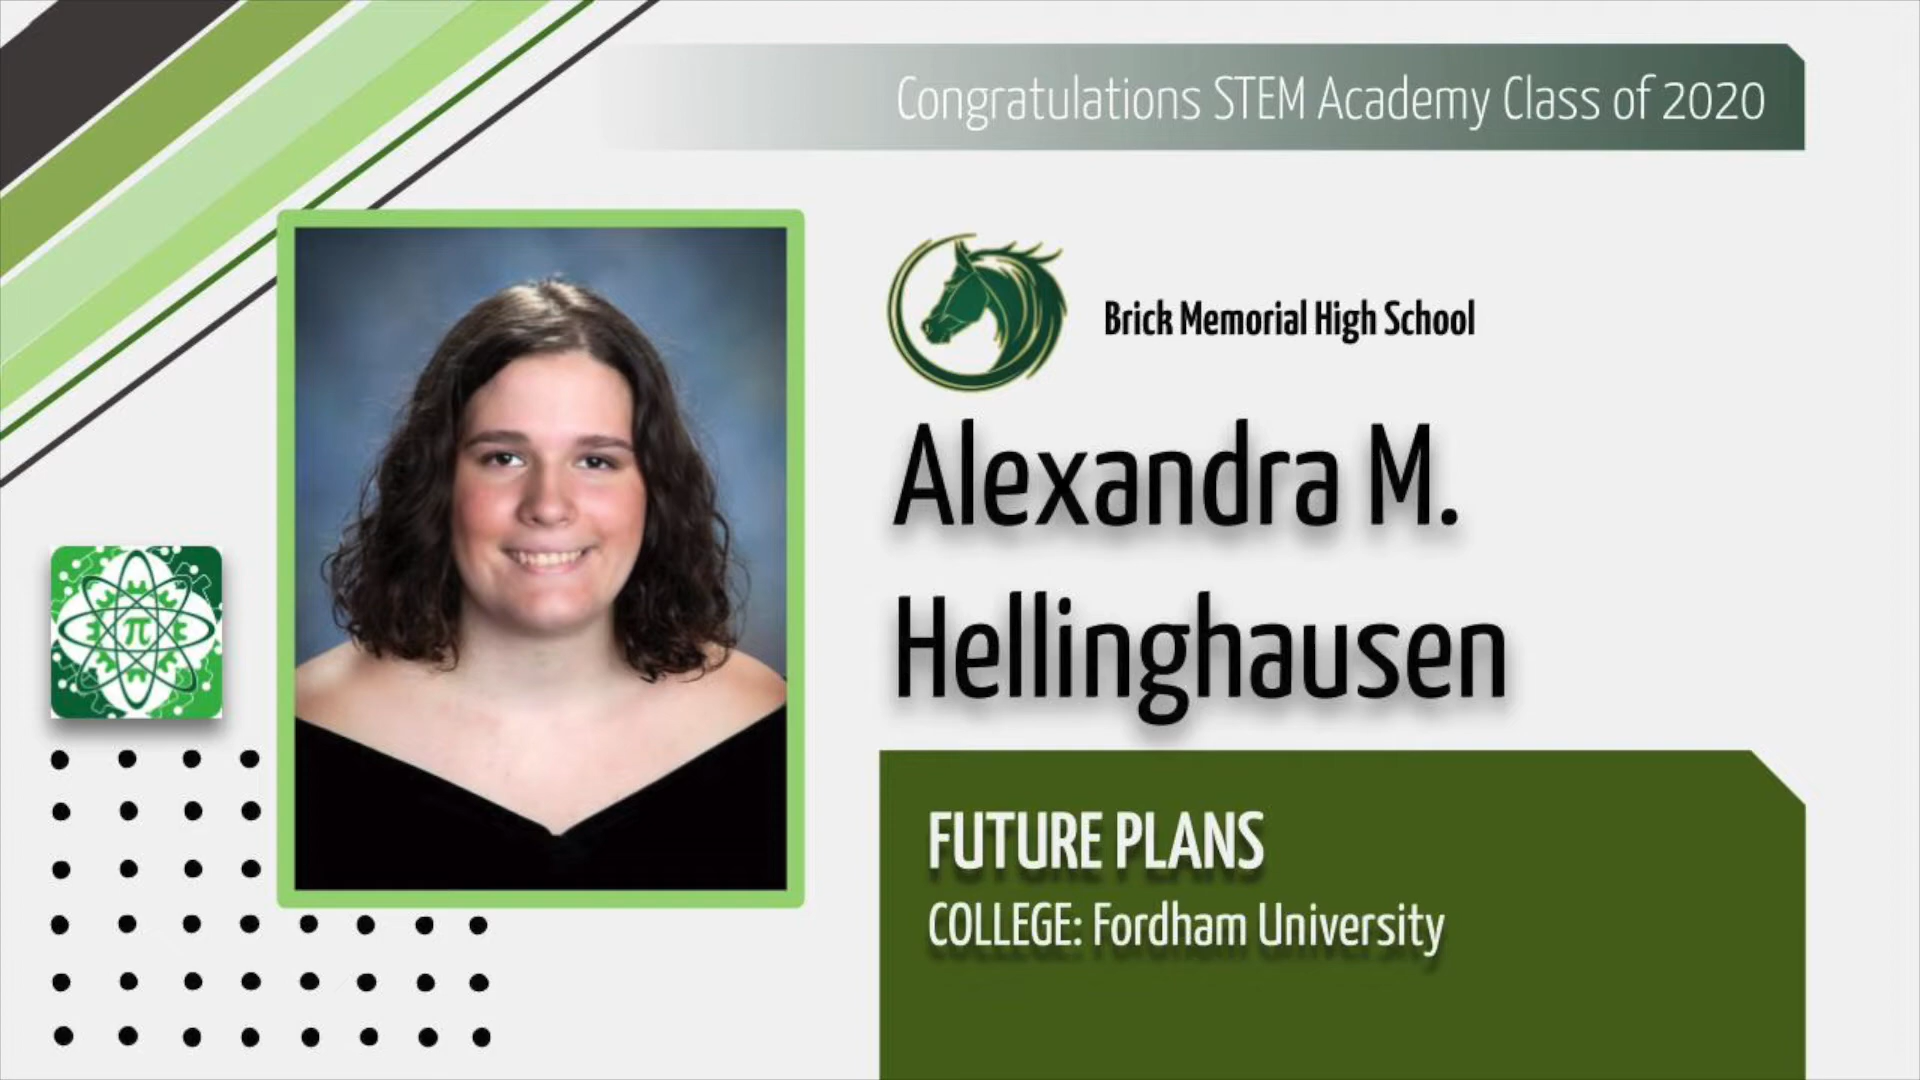 Congratulations STEM Academy Class of 2020
Brick Memorial High School
Alexandra M.
Hellinghausen
π
FUTURE PLANS
COLLEGE: Fordham University